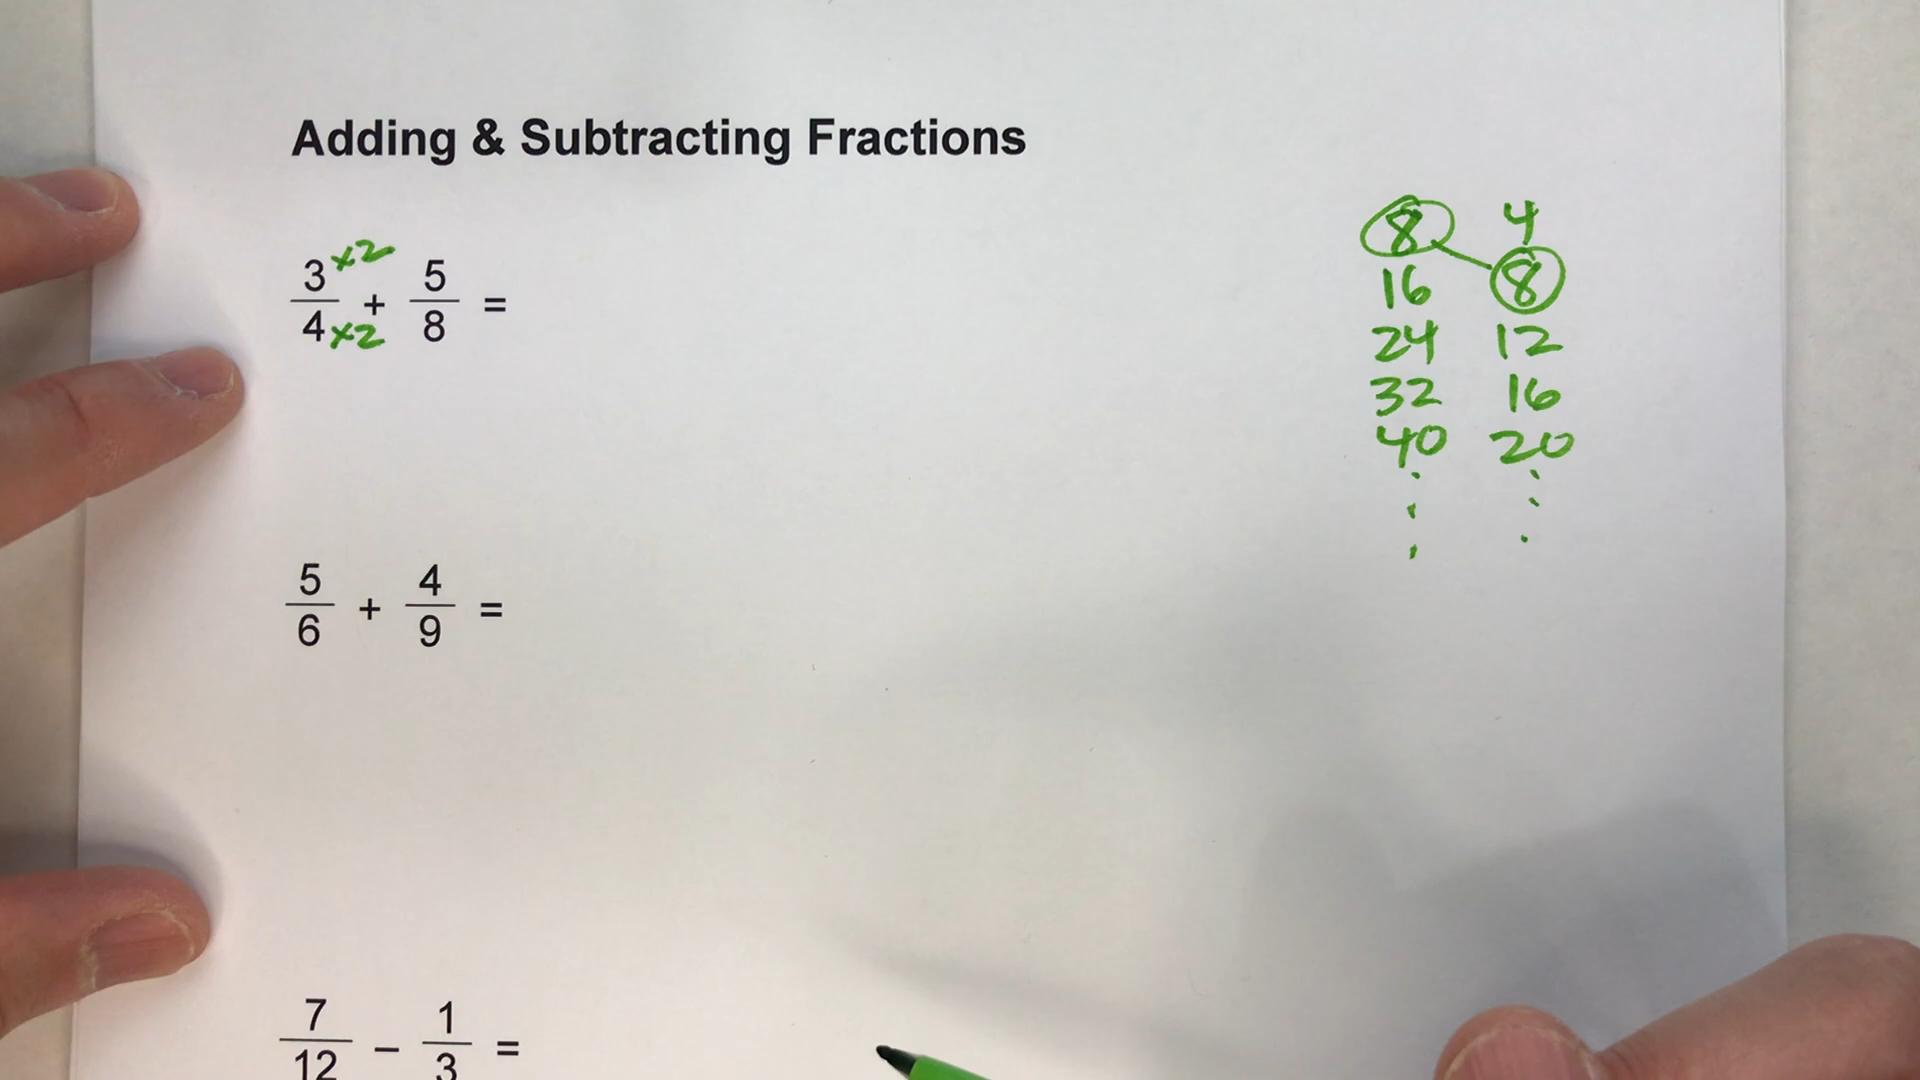 Adding & Subtracting Fractions
3 ×2 5
— + — =
4 ×2 8
8 4
16 8
24 12
32 16
40 20
⋮ ⋮
5 4
— + — =
6 9
7 1
— – — =
12 3